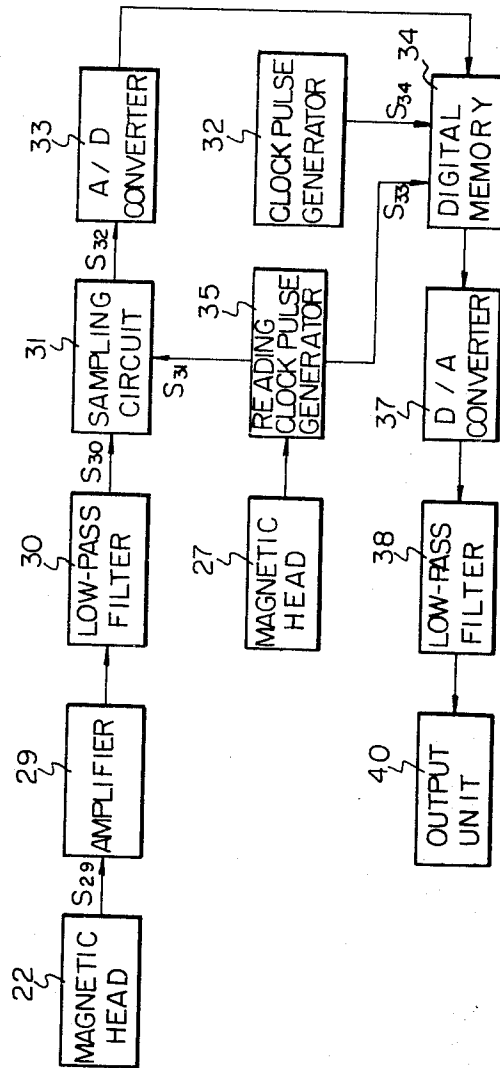 22
MAGNETIC
HEAD
S29
29
AMPLIFIER
30
LOW-PASS
FILTER
S30
31
SAMPLING
CIRCUIT
S31
S32
33
A/D
CONVERTER
27
MAGNETIC
HEAD
35
READING
CLOCK PULSE
GENERATOR
32
CLOCK PULSE
GENERATOR
S33
S34
34
DIGITAL
MEMORY
37
D/A
CONVERTER
38
LOW-PASS
FILTER
40
OUTPUT
UNIT